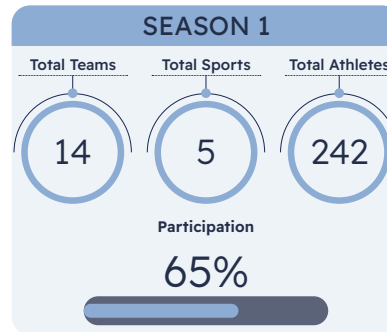 SEASON 1
Total Teams Total Sports Total Athletes
14 5 242
Participation
65%